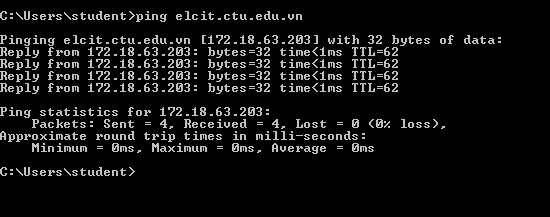 C:\Users\student>ping elcit.ctu.edu.vn
Pinging elcit.ctu.edu.vn [172.18.63.203] with 32 bytes of data:
Reply from 172.18.63.203: bytes=32 time<1ms TTL=62
Reply from 172.18.63.203: bytes=32 time<1ms TTL=62
Reply from 172.18.63.203: bytes=32 time<1ms TTL=62
Reply from 172.18.63.203: bytes=32 time<1ms TTL=62
Ping statistics for 172.18.63.203:
    Packets: Sent = 4, Received = 4, Lost = 0 (0% loss),
Approximate round trip times in milli-seconds:
    Minimum = 0ms, Maximum = 0ms, Average = 0ms
C:\Users\student>